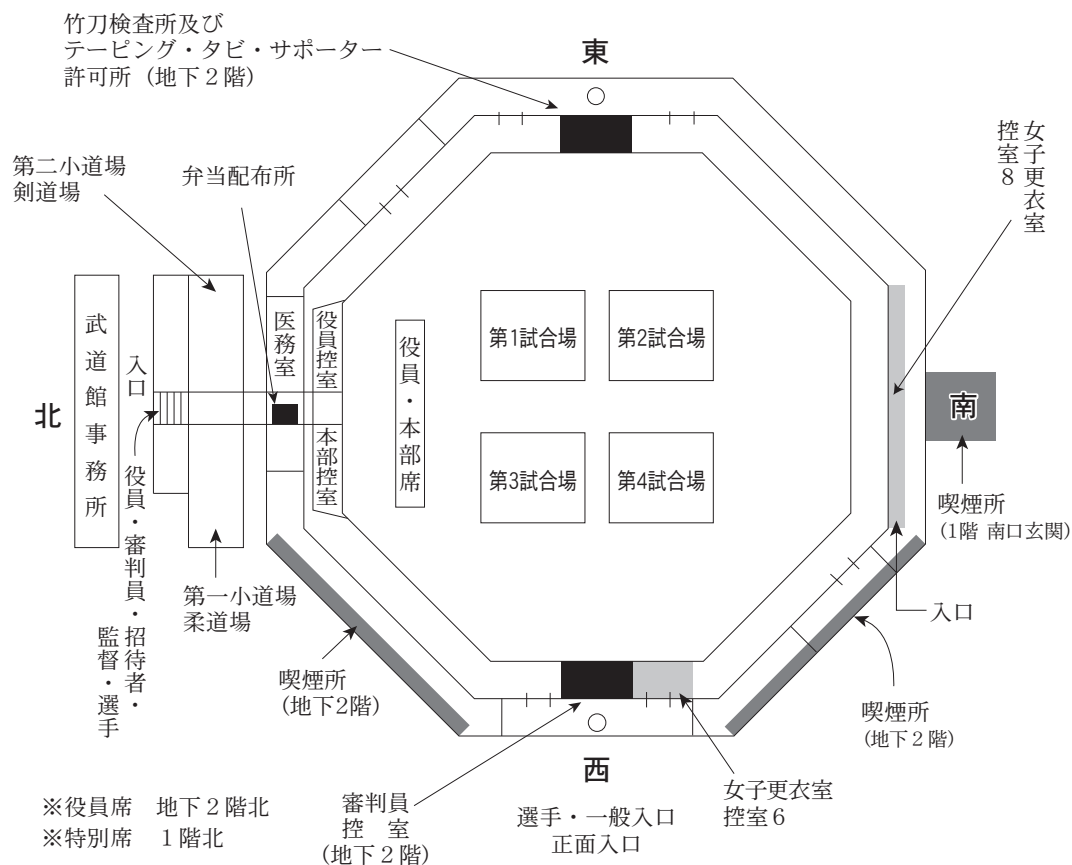 竹刀検査所及び
テーピング・タビ・サポーター
許可所（地下２階）
東
女子更衣室
控室８
第二小道場
剣道場
弁当配布所
武道館事務所
入口
役員・審判員・招待者・
監督・選手
北
医務室
役員控室
本部控室
役員・本部席
第1試合場
第2試合場
第3試合場
第4試合場
南
喫煙所
(1階 南口玄関)
入口
第一小道場
柔道場
喫煙所
(地下2階)
喫煙所
(地下２階)
西
審判員
控　室
(地下２階)
選手・一般入口
正面入口
女子更衣室
控室６
※役員席　地下２階北
※特別席　１階北